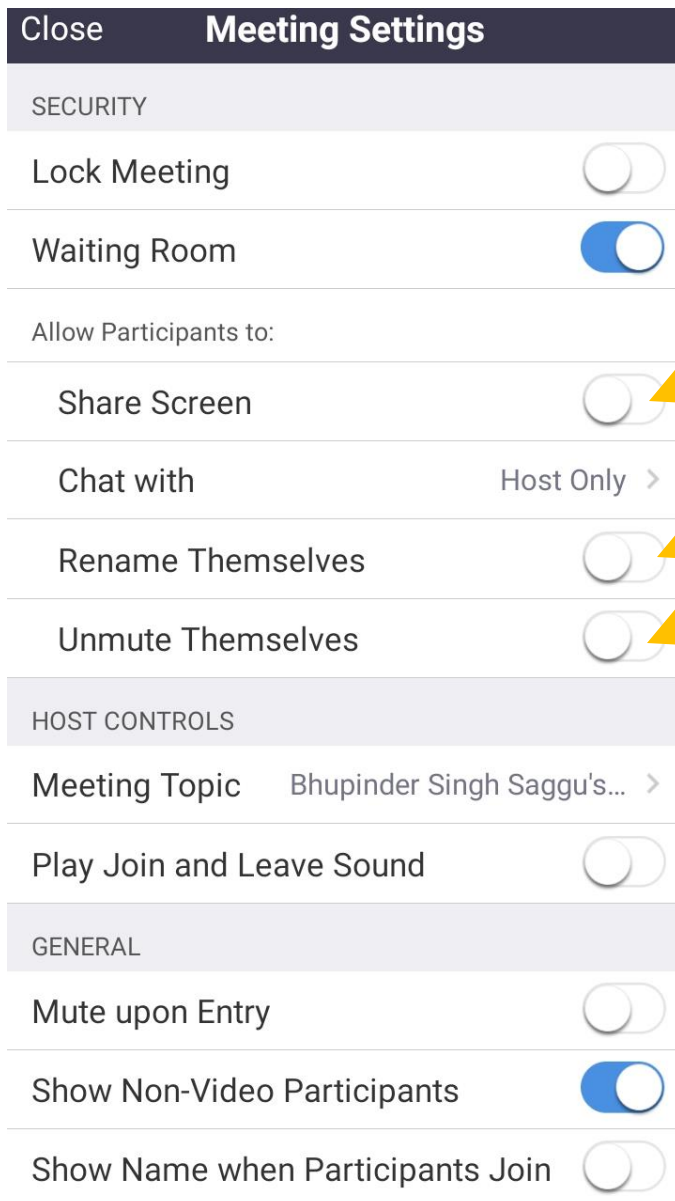 Close Meeting Settings
SECURITY
Lock Meeting
Waiting Room
Allow Participants to:
Share Screen
Chat with Host Only >
Rename Themselves
Unmute Themselves
HOST CONTROLS
Meeting Topic Bhupinder Singh Saggu's... >
Play Join and Leave Sound
GENERAL
Mute upon Entry
Show Non-Video Participants
Show Name when Participants Join